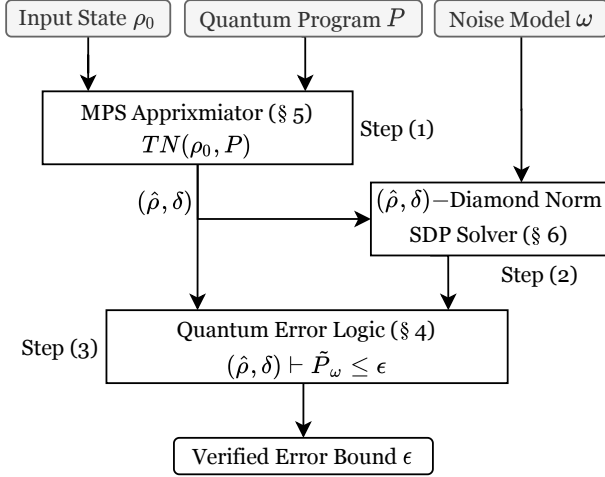 Input State ρ₀
Quantum Program P
Noise Model ω
MPS Apprixmiator (§ 5)
TN(ρ₀, P)
Step (1)
(ρ̂, δ)
(ρ̂, δ)−Diamond Norm
SDP Solver (§ 6)
Step (2)
Quantum Error Logic (§ 4)
Step (3)
(ρ̂, δ) ⊢ P̃_ω ≤ ϵ
Verified Error Bound ϵ